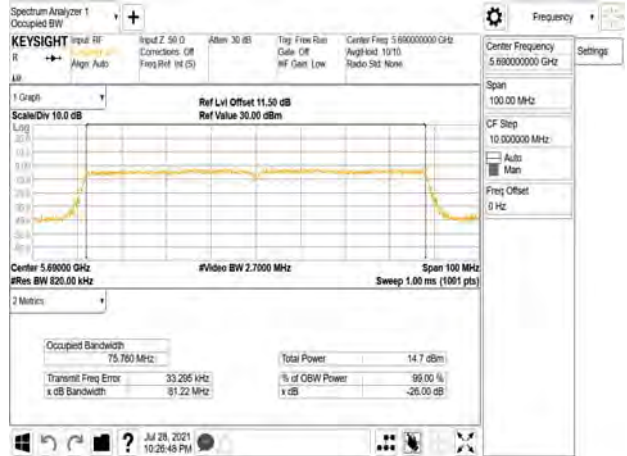 Spectrum Analyzer 1
Occupied BW
+
Frequency
KEYSIGHT
R
Input: RF
Align: Auto
Input Z: 50 Ω
Corrections: Off
Freq Ref: Int (S)
Atten: 30 dB
Trig: Free Run
Gate: Off
#IF Gain: Low
Center Freq: 5.690000000 GHz
Avg|Hold: 10/10
Radio Std: None
Center Frequency
5.690000000 GHz
Settings
Span
100.00 MHz
CF Step
10.000000 MHz
Auto
Man
Freq Offset
0 Hz
1 Graph
Scale/Div 10.0 dB
Log
Ref Lvl Offset 11.50 dB
Ref Value 30.00 dBm
Center 5.69000 GHz
#Res BW 820.00 kHz
#Video BW 2.7000 MHz
Span 100 MHz
Sweep 1.00 ms (1001 pts)
2 Metrics
Occupied Bandwidth
75.760 MHz
Transmit Freq Error 33.295 kHz
x dB Bandwidth 81.22 MHz
Total Power 14.7 dBm
% of OBW Power 99.00 %
x dB -26.00 dB
?
Jul 28, 2021
10:26:48 PM